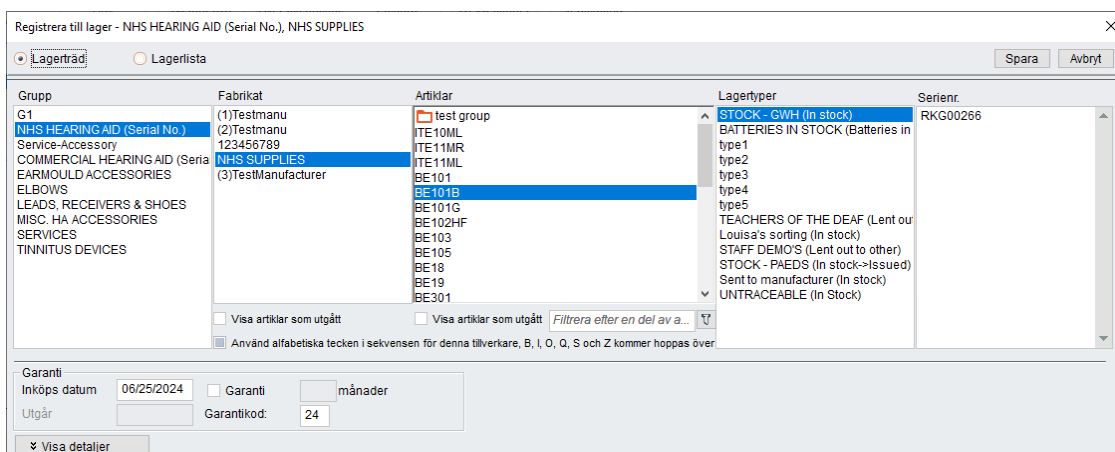 Registrera till lager - NHS HEARING AID (Serial No.), NHS SUPPLIES
Lagerträd
Lagerlista
Spara
Avbryt
Grupp
G1
NHS HEARING AID (Serial No.)
Service-Accessory
COMMERCIAL HEARING AID (Seria
EARMOULD ACCESSORIES
ELBOWS
LEADS, RECEIVERS & SHOES
MISC. HA ACCESSORIES
SERVICES
TINNITUS DEVICES
Fabrikat
(1)Testmanu
(2)Testmanu
123456789
NHS SUPPLIES
(3)TestManufacturer
Artiklar
test group
ITE10ML
ITE11MR
ITE11ML
BE101
BE101B
BE101G
BE102HF
BE103
BE105
BE18
BE19
BE301
Lagertyper
STOCK - GWH (In stock)
BATTERIES IN STOCK (Batteries in
type1
type2
type3
type4
type5
TEACHERS OF THE DEAF (Lent out
Louisa's sorting (In stock)
STAFF DEMO'S (Lent out to other)
STOCK - PAEDS (In stock->Issued)
Sent to manufacturer (In stock)
UNTRACEABLE (In Stock)
Serienr.
RKG00266
Visa artiklar som utgått
Visa artiklar som utgått
Filtrera efter en del av a...
Använd alfabetiska tecken i sekvensen för denna tillverkare, B, I, O, Q, S och Z kommer hoppas över
Garanti
Inköps datum
06/25/2024
Garanti
månader
Utgår
Garantikod:
24
Visa detaljer